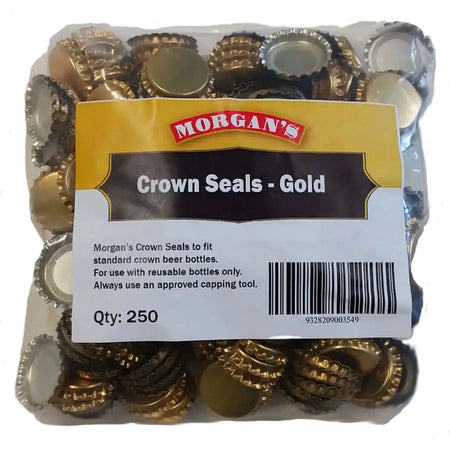 MORGAN'S
Crown Seals - Gold
Morgan's Crown Seals to fit
standard crown beer bottles.
For use with reusable bottles only.
Always use an approved capping tool.
Qty: 250
9328209003549